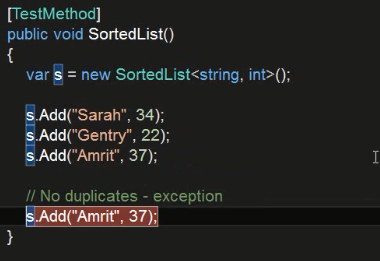 [TestMethod]
public void SortedList()
{
var s = new SortedList<string, int>();
s.Add("Sarah", 34);
s.Add("Gentry", 22);
s.Add("Amrit", 37);
// No duplicates - exception
s.Add("Amrit", 37);
}